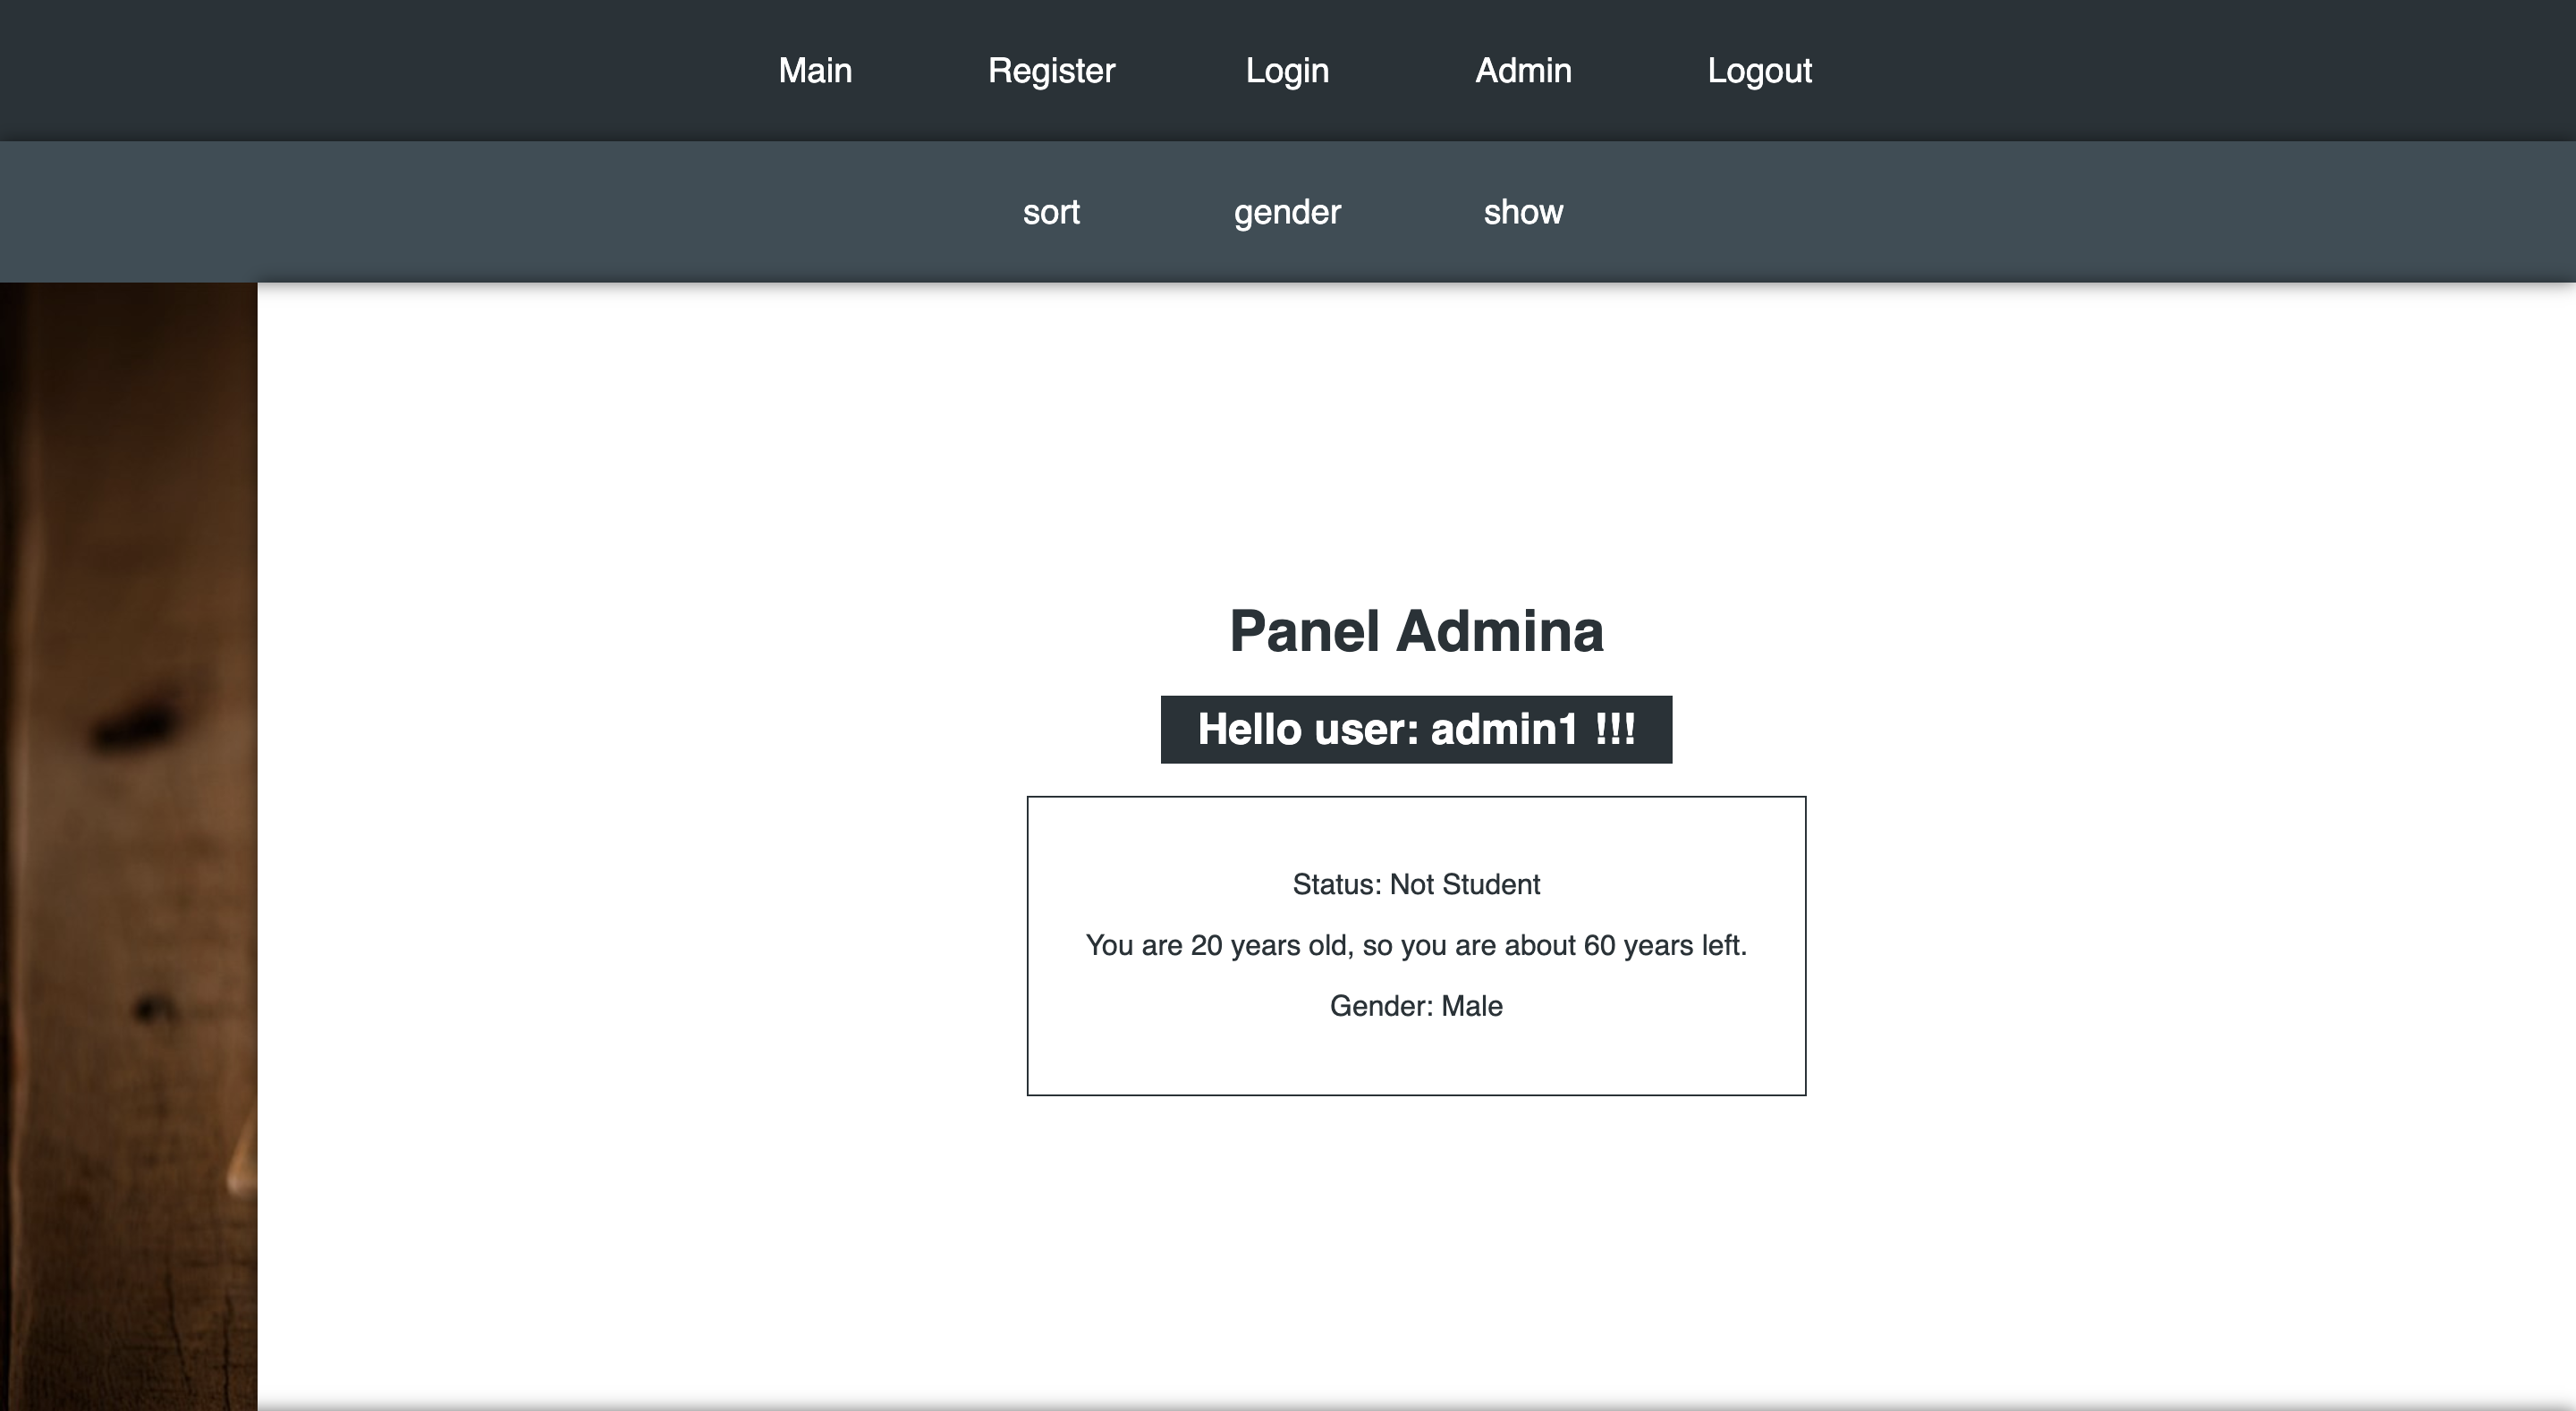 Main Register Login Admin Logout
sort gender show
Panel Admina
Hello user: admin1 !!!
Status: Not Student
You are 20 years old, so you are about 60 years left.
Gender: Male